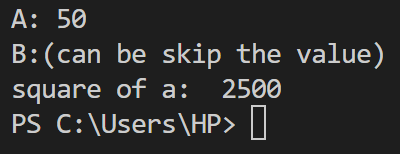 A: 50
B:(can be skip the value)
square of a:  2500
PS C:\Users\HP>